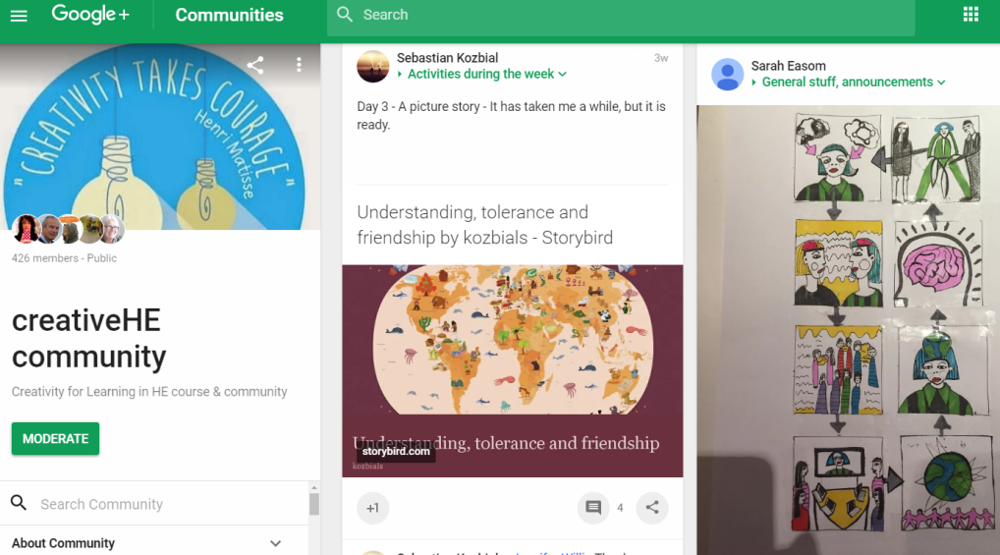 Google+
Communities
Search
"CREATIVITY TAKES COURAGE"
Henri Matisse
426 members - Public
creativeHE
community
Creativity for Learning in HE course & community
MODERATE
Search Community
About Community
Sebastian Kozbial
3w
Activities during the week
Day 3 - A picture story - It has taken me a while, but it is
ready.
Understanding, tolerance and
friendship by kozbials - Storybird
Understanding, tolerance and friendship
storybird.com
kozbials
+1
4
Sarah Easom
General stuff, announcements